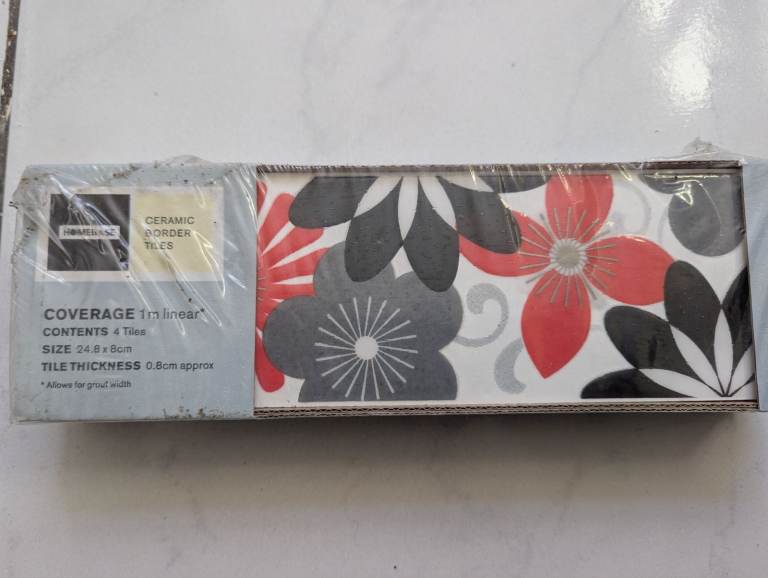 HOMEBASE
CERAMIC
BORDER
TILES
COVERAGE 1m linear*
CONTENTS 4 Tiles
SIZE 24.8 x 8cm
TILE THICKNESS 0.8cm approx
* Allows for grout width